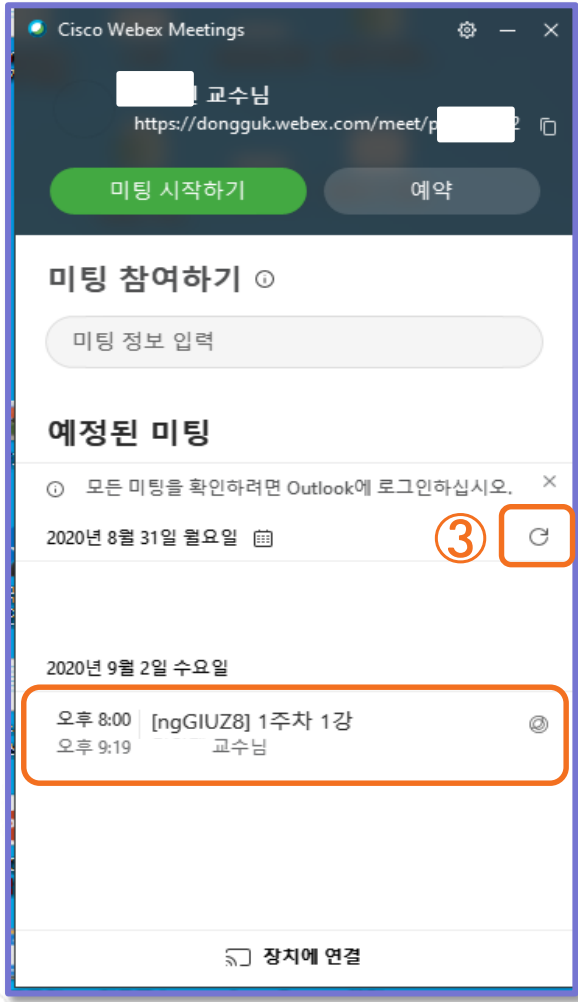 Cisco Webex Meetings
교수님
https://dongguk.webex.com/meet/p
미팅 시작하기
예약
미팅 참여하기
미팅 정보 입력
예정된 미팅
모든 미팅을 확인하려면 Outlook에 로그인하십시오.
2020년 8월 31일 월요일
③
2020년 9월 2일 수요일
오후 8:00 [ngGIUZ8] 1주차 1강
오후 9:19 교수님
장치에 연결